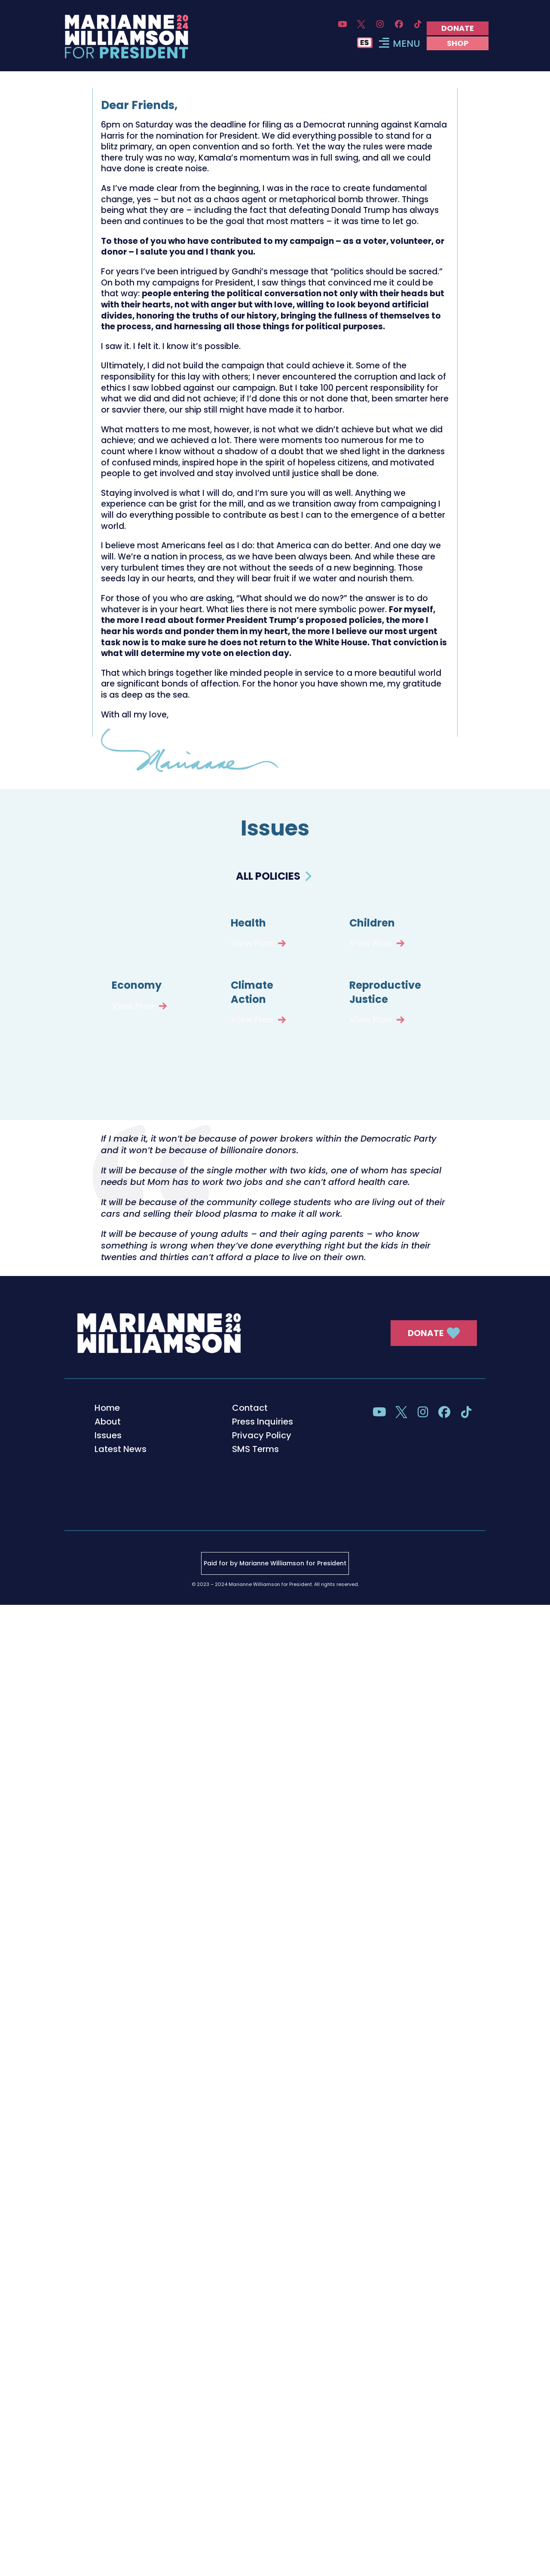 MARIANNE 2024
WILLIAMSON
FOR PRESIDENT
DONATE
ES
MENU
SHOP
Dear Friends,
6pm on Saturday was the deadline for filing as a Democrat running against Kamala
Harris for the nomination for President. We did everything possible to stand for a
blitz primary, an open convention and so forth. Yet the way the rules were made
there truly was no way, Kamala’s momentum was in full swing, and all we could
have done is create noise.
As I’ve made clear from the beginning, I was in the race to create fundamental
change, yes – but not as a chaos agent or metaphorical bomb thrower. Things
being what they are – including the fact that defeating Donald Trump has always
been and continues to be the goal that most matters – it was time to let go.
To those of you who have contributed to my campaign – as a voter, volunteer, or
donor – I salute you and I thank you.
For years I’ve been intrigued by Gandhi’s message that “politics should be sacred.”
On both my campaigns for President, I saw things that convinced me it could be
that way: people entering the political conversation not only with their heads but
with their hearts, not with anger but with love, willing to look beyond artificial
divides, honoring the truths of our history, bringing the fullness of themselves to
the process, and harnessing all those things for political purposes.
I saw it. I felt it. I know it’s possible.
Ultimately, I did not build the campaign that could achieve it. Some of the
responsibility for this lay with others; I never encountered the corruption and lack of
ethics I saw lobbed against our campaign. But I take 100 percent responsibility for
what we did and did not achieve; if I’d done this or not done that, been smarter here
or savvier there, our ship still might have made it to harbor.
What matters to me most, however, is not what we didn’t achieve but what we did
achieve; and we achieved a lot. There were moments too numerous for me to
count where I know without a shadow of a doubt that we shed light in the darkness
of confused minds, inspired hope in the spirit of hopeless citizens, and motivated
people to get involved and stay involved until justice shall be done.
Staying involved is what I will do, and I’m sure you will as well. Anything we
experience can be grist for the mill, and as we transition away from campaigning I
will do everything possible to contribute as best I can to the emergence of a better
world.
I believe most Americans feel as I do: that America can do better. And one day we
will. We’re a nation in process, as we have been always been. And while these are
very turbulent times they are not without the seeds of a new beginning. Those
seeds lay in our hearts, and they will bear fruit if we water and nourish them.
For those of you who are asking, “What should we do now?” the answer is to do
whatever is in your heart. What lies there is not mere symbolic power. For myself,
the more I read about former President Trump’s proposed policies, the more I
hear his words and ponder them in my heart, the more I believe our most urgent
task now is to make sure he does not return to the White House. That conviction is
what will determine my vote on election day.
That which brings together like minded people in service to a more beautiful world
are significant bonds of affection. For the honor you have shown me, my gratitude
is as deep as the sea.
With all my love,
Marianne
Issues
ALL POLICIES
Health
Children
Economy
Climate
Action
Reproductive
Justice
If I make it, it won’t be because of power brokers within the Democratic Party
and it won’t be because of billionaire donors.
It will be because of the single mother with two kids, one of whom has special
needs but Mom has to work two jobs and she can’t afford health care.
It will be because of the community college students who are living out of their
cars and selling their blood plasma to make it all work.
It will be because of young adults – and their aging parents – who know
something is wrong when they’ve done everything right but the kids in their
twenties and thirties can’t afford a place to live on their own.
MARIANNE 2024
WILLIAMSON
DONATE
Home
About
Issues
Latest News
Contact
Press Inquiries
Privacy Policy
SMS Terms
Paid for by Marianne Williamson for President
© 2023 – 2024 Marianne Williamson for President. All rights reserved.